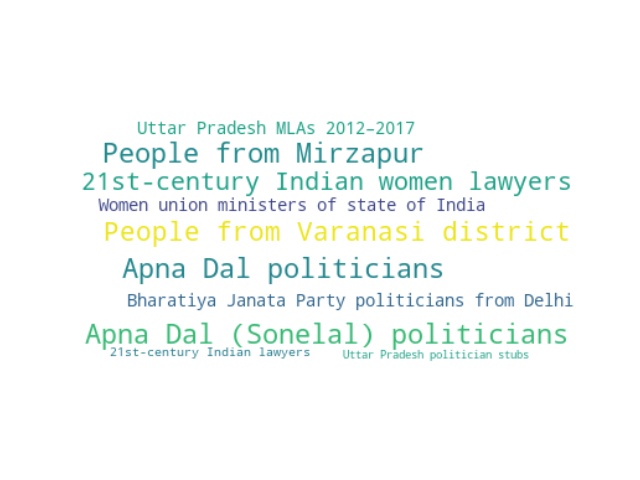 Uttar Pradesh MLAs 2012–2017
People from Mirzapur
21st-century Indian women lawyers
Women union ministers of state of India
People from Varanasi district
Apna Dal politicians
Bharatiya Janata Party politicians from Delhi
Apna Dal (Sonelal) politicians
21st-century Indian lawyers
Uttar Pradesh politician stubs